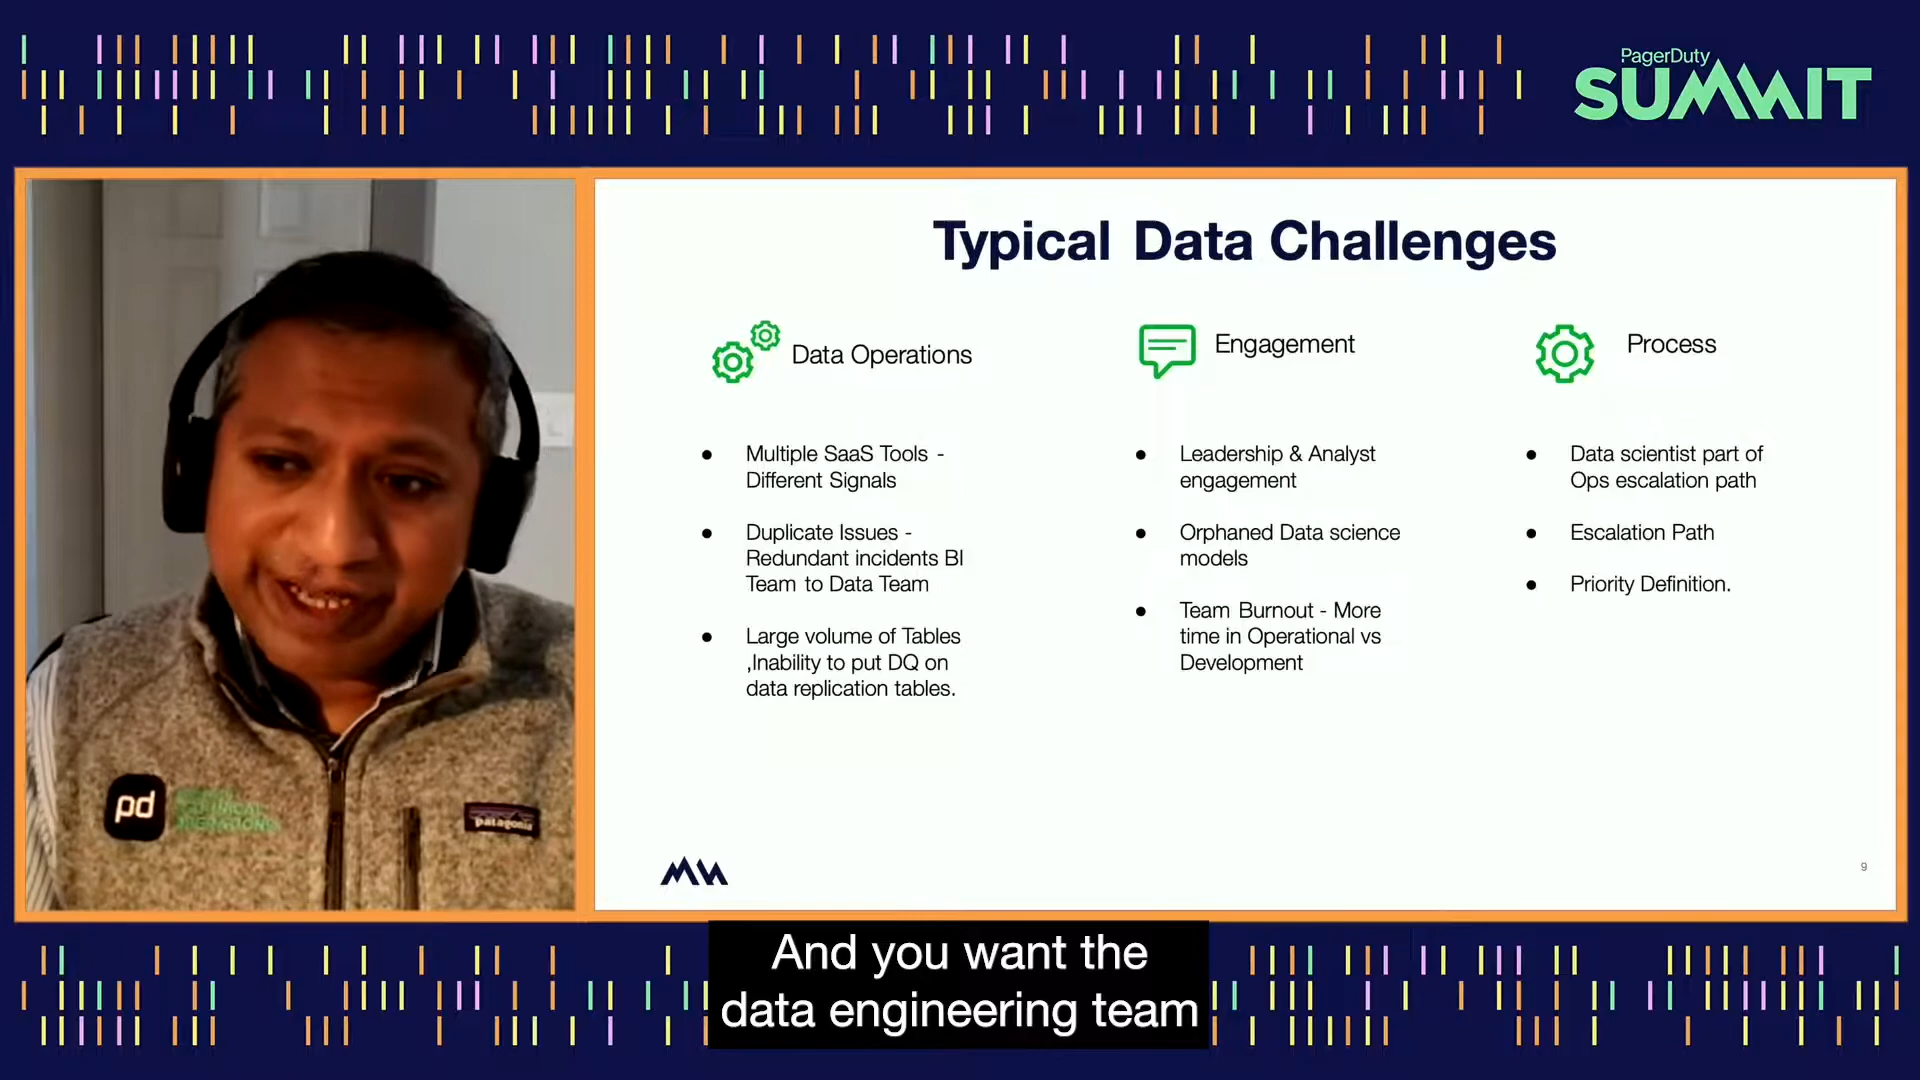 PagerDuty
SUMMIT
Typical Data Challenges
Data Operations
Multiple SaaS Tools -
Different Signals
Duplicate Issues -
Redundant incidents BI
Team to Data Team
Large volume of Tables
,Inability to put DQ on
data replication tables.
Engagement
Leadership & Analyst
engagement
Orphaned Data science
models
Team Burnout - More
time in Operational vs
Development
Process
Data scientist part of
Ops escalation path
Escalation Path
Priority Definition.
9
pd
patagonia
And you want the
data engineering team